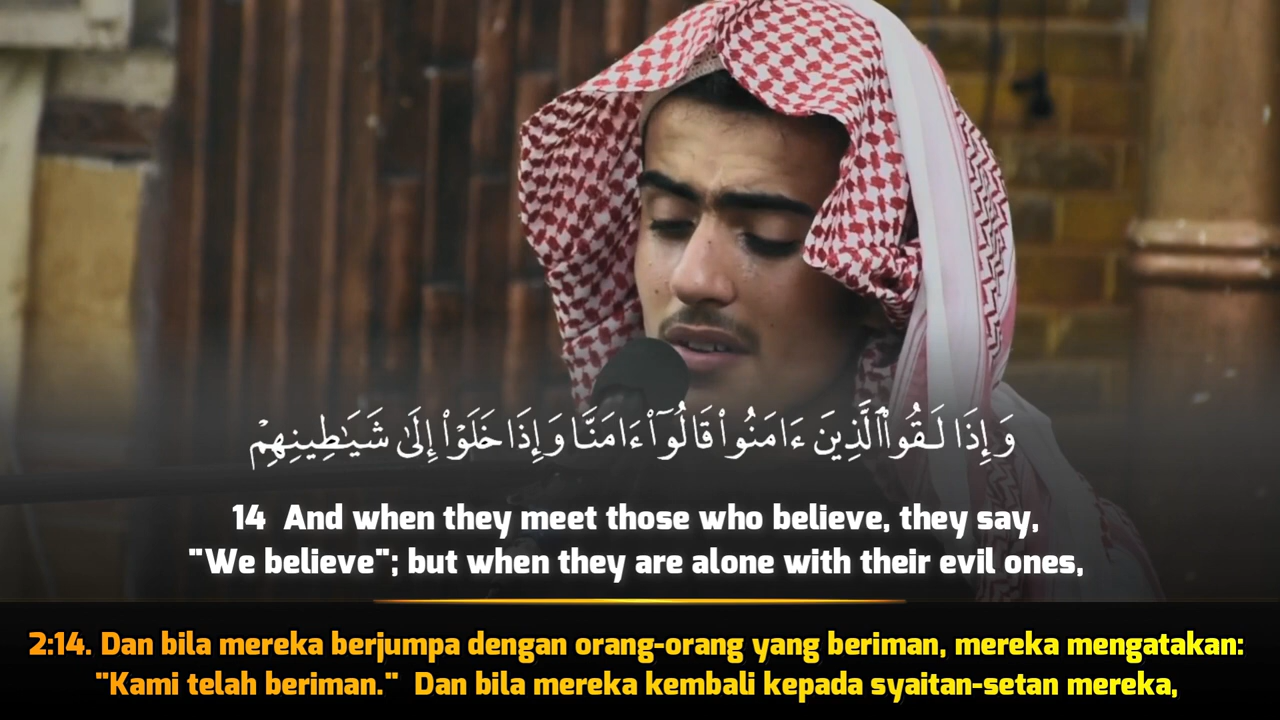 وَإِذَا لَقُوا۟ ٱلَّذِينَ ءَامَنُوا۟ قَالُوٓا۟ ءَامَنَّا وَإِذَا خَلَوْا۟ إِلَىٰ شَيَـٰطِينِهِمْ
14 And when they meet those who believe, they say,
"We believe"; but when they are alone with their evil ones,
2:14. Dan bila mereka berjumpa dengan orang-orang yang beriman, mereka mengatakan:
"Kami telah beriman." Dan bila mereka kembali kepada syaitan-setan mereka,